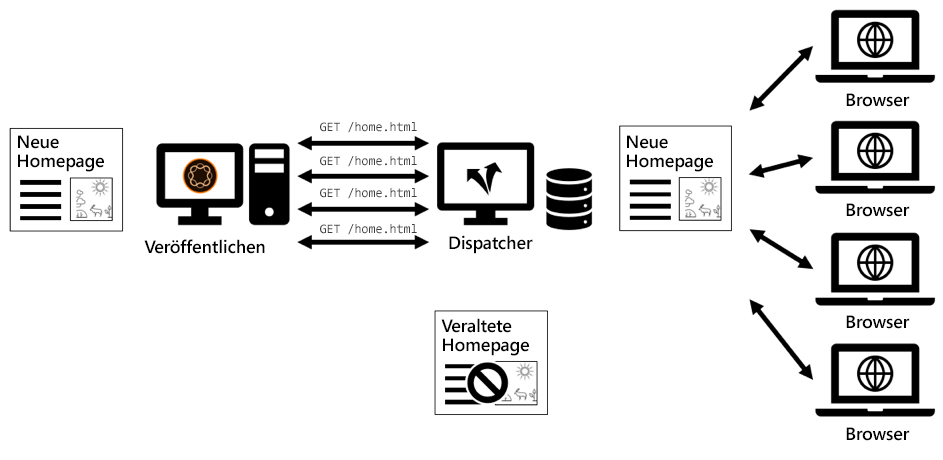 Neue
Homepage
Veröffentlichen
GET /home.html
GET /home.html
GET /home.html
GET /home.html
Dispatcher
Veraltete
Homepage
Neue
Homepage
Browser
Browser
Browser
Browser